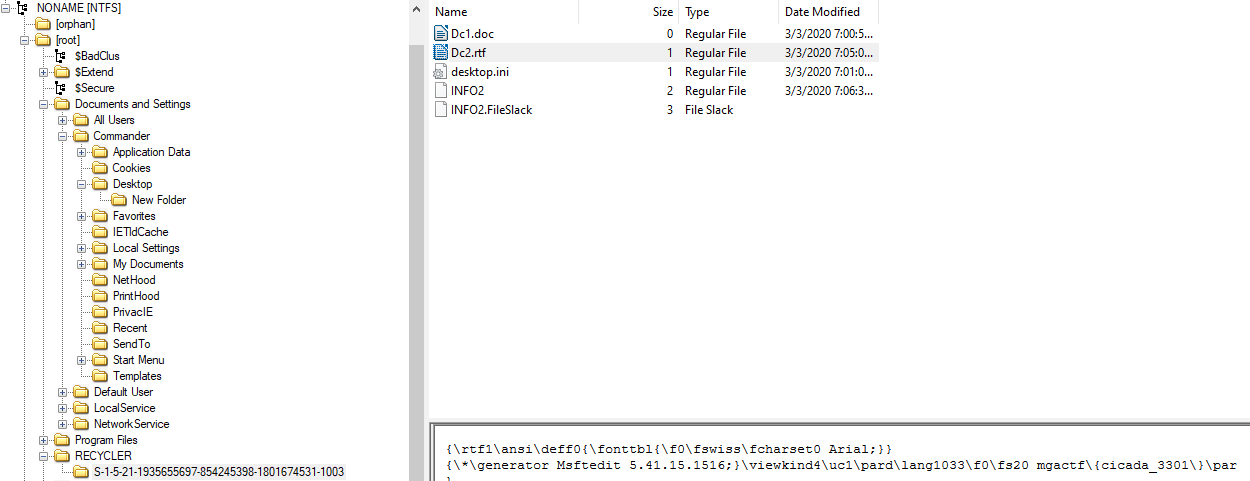 NONAME [NTFS]
[orphan]
[root]
$BadClus
$Extend
$Secure
Documents and Settings
All Users
Commander
Application Data
Cookies
Desktop
New Folder
Favorites
IETldCache
Local Settings
My Documents
NetHood
PrintHood
PrivacIE
Recent
SendTo
Start Menu
Templates
Default User
LocalService
NetworkService
Program Files
RECYCLER
S-1-5-21-1935655697-854245398-1801674531-1003
Name Size Type Date Modified
Dc1.doc 0 Regular File 3/3/2020 7:00:5...
Dc2.rtf 1 Regular File 3/3/2020 7:05:0...
desktop.ini 1 Regular File 3/3/2020 7:01:0...
INFO2 2 Regular File 3/3/2020 7:06:3...
INFO2.FileSlack 3 File Slack
{\rtf1\ansi\deff0{\fonttbl{\f0\fswiss\fcharset0 Arial;}}
{\*\generator Msftedit 5.41.15.1516;}\viewkind4\uc1\pard\lang1033\f0\fs20 mgactf\{cicada_3301\}\par
}